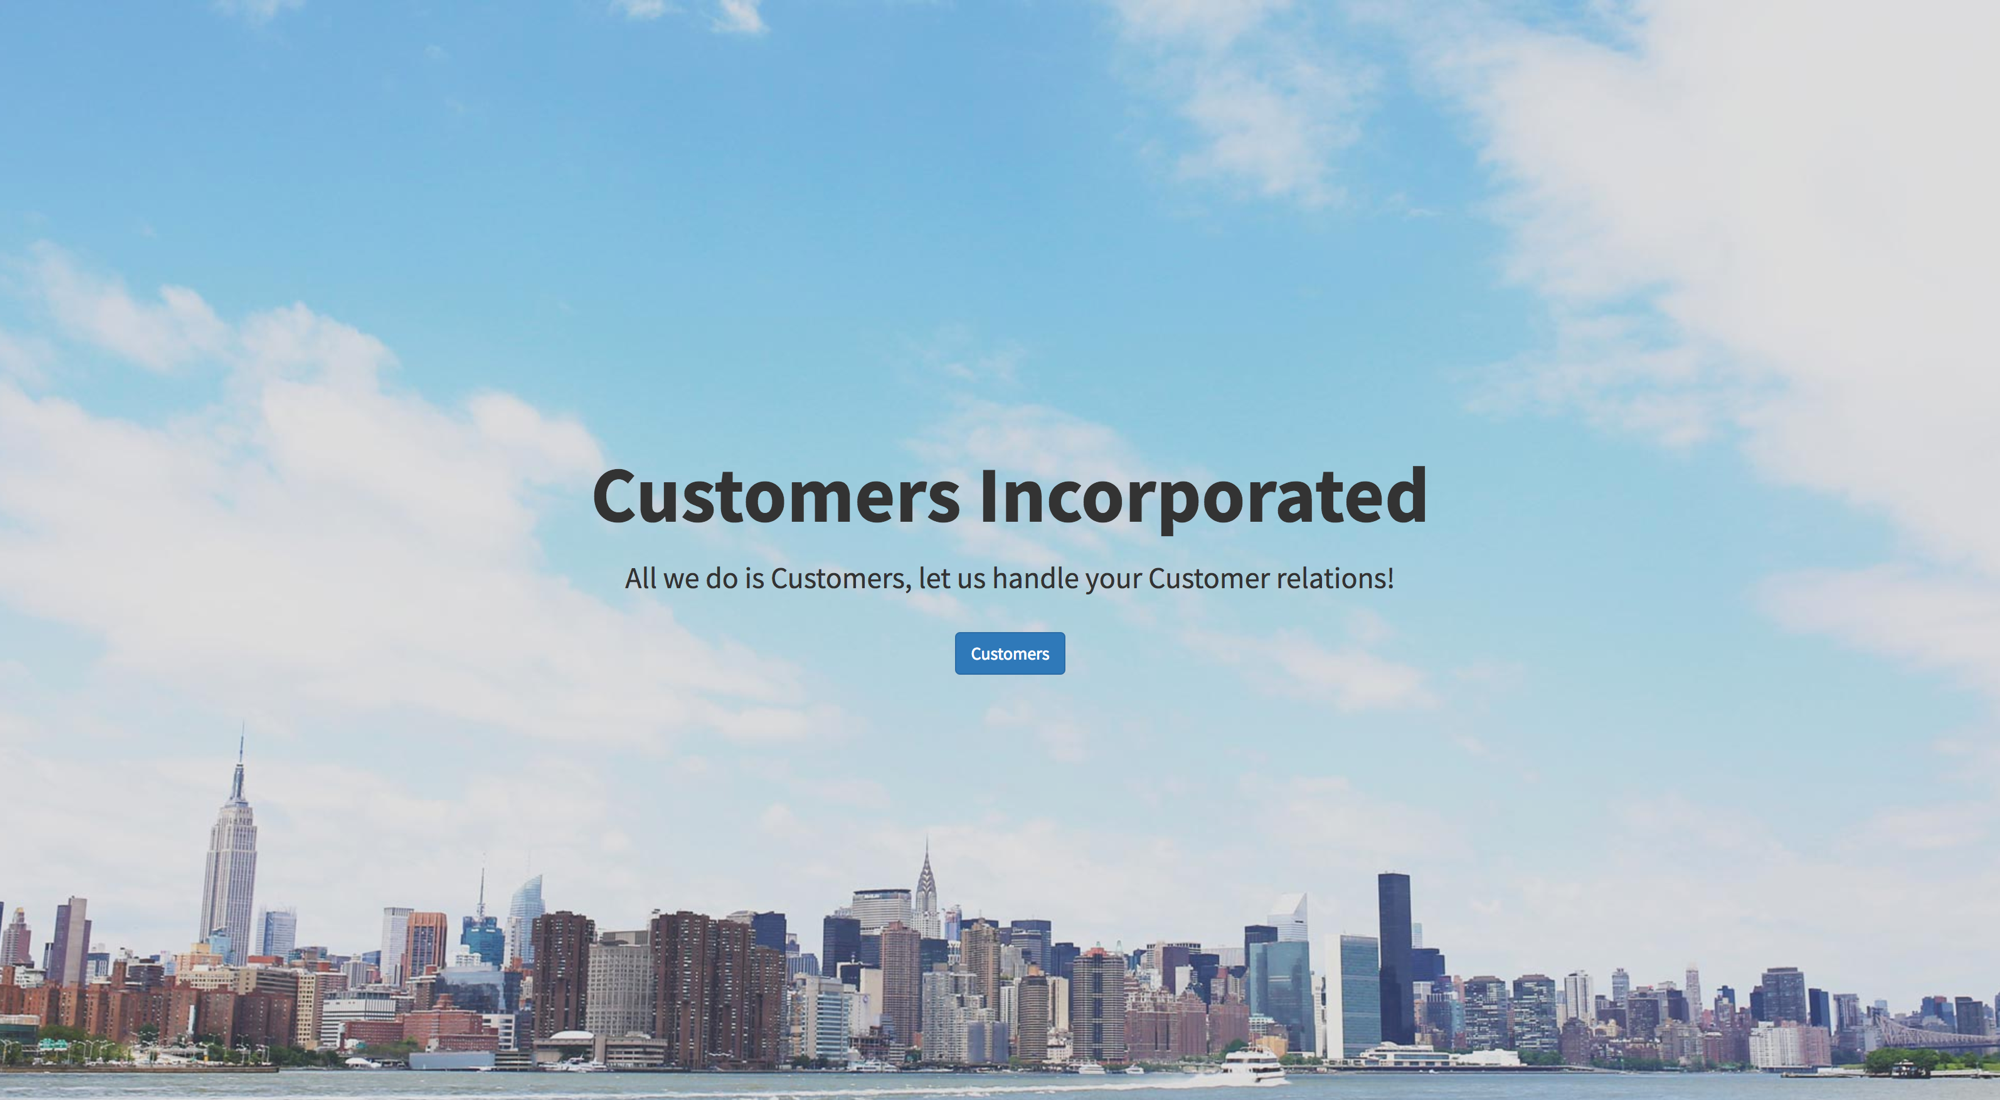 Customers Incorporated
All we do is Customers, let us handle your Customer relations!
Customers